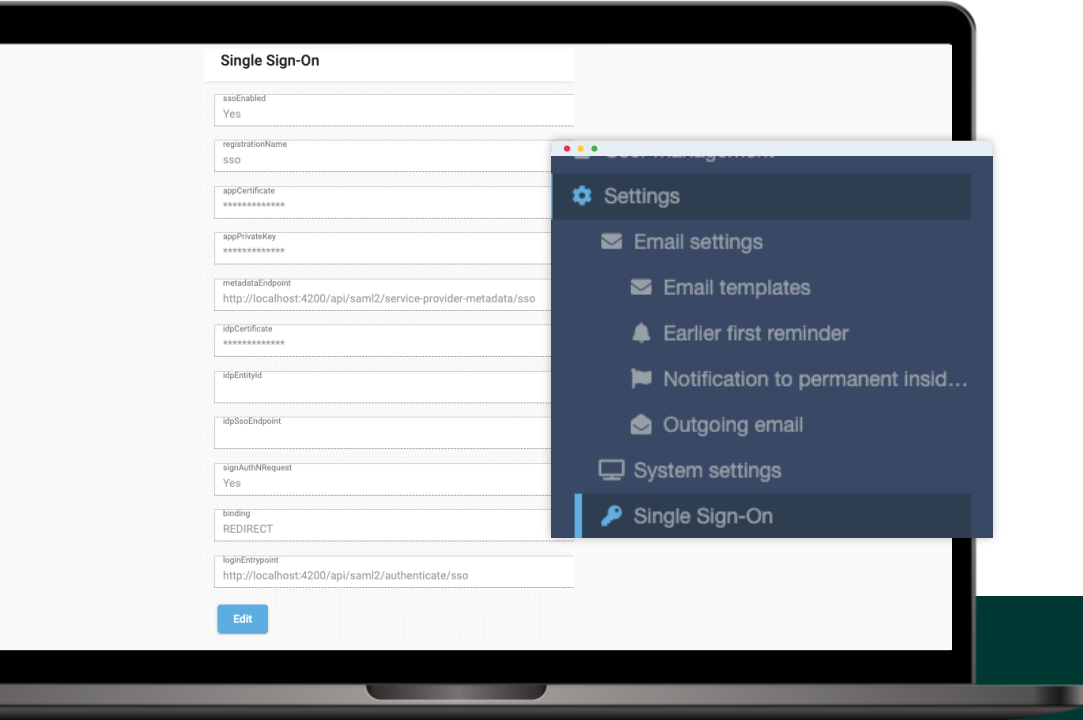 Single Sign-On
ssoEnabled
Yes
registrationName
sso
appCertificate
*************
appPrivateKey
*************
metadataEndpoint
http://localhost:4200/api/saml2/service-provider-metadata/sso
idpCertificate
*************
idpEntityId
idpSsoEndpoint
signAuthNRequest
Yes
binding
REDIRECT
loginEntrypoint
http://localhost:4200/api/saml2/authenticate/sso
Edit
User management
Settings
Email settings
Email templates
Earlier first reminder
Notification to permanent insid...
Outgoing email
System settings
Single Sign-On